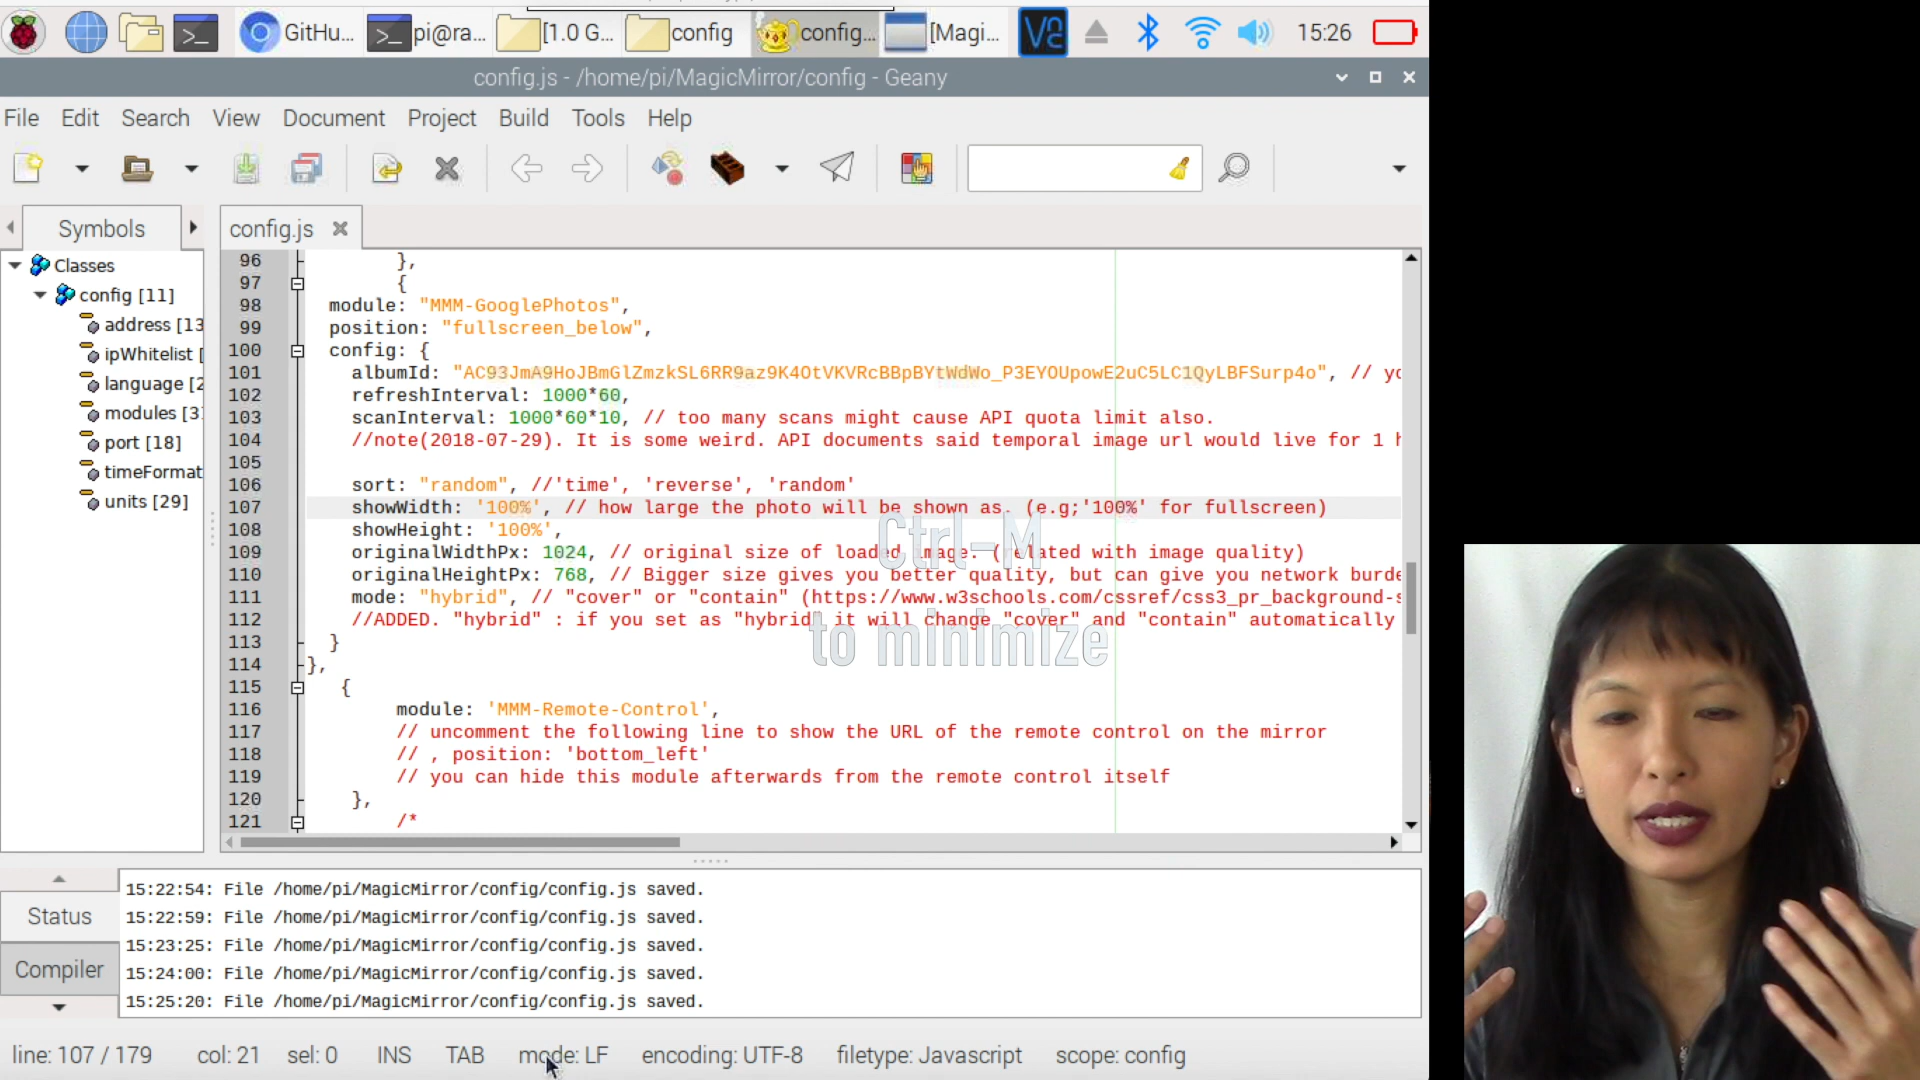 GitHu...
pi@ra...
[1.0 G...
config
config...
[Magi...
15:26
config.js - /home/pi/MagicMirror/config - Geany
File Edit Search View Document Project Build Tools Help
Symbols
config.js
Classes
config [11]
address [13
ipWhitelist [
language [2
modules [3
port [18]
timeFormat
units [29]
96 },
97 {
98 module: "MMM-GooglePhotos",
99 position: "fullscreen_below",
100 config: {
101 albumId: "AC93JmA9HoJBmGlZmzkSL6RR9az9K4OtVKVRcBBpBYtWdWo_P3EYOUpowE2uC5LC1QyLBFSurp4o", // yo
102 refreshInterval: 1000*60,
103 scanInterval: 1000*60*10, // too many scans might cause API quota limit also.
104 //note(2018-07-29). It is some weird. API documents said temporal image url would live for 1 h
105
106 sort: "random", //'time', 'reverse', 'random'
107 showWidth: '100%', // how large the photo will be shown as. (e.g;'100%' for fullscreen)
108 showHeight: '100%',
109 originalWidthPx: 1024, // original size of loaded image. (related with image quality)
110 originalHeightPx: 768, // Bigger size gives you better quality, but can give you network burde
111 mode: "hybrid", // "cover" or "contain" (https://www.w3schools.com/cssref/css3_pr_background-s
112 //ADDED. "hybrid" : if you set as "hybrid" it will change "cover" and "contain" automatically
113 }
114 },
115 {
116 module: 'MMM-Remote-Control',
117 // uncomment the following line to show the URL of the remote control on the mirror
118 // , position: 'bottom_left'
119 // you can hide this module afterwards from the remote control itself
120 },
121 /*
Ctrl-M
to minimize
Status
Compiler
15:22:54: File /home/pi/MagicMirror/config/config.js saved.
15:22:59: File /home/pi/MagicMirror/config/config.js saved.
15:23:25: File /home/pi/MagicMirror/config/config.js saved.
15:24:00: File /home/pi/MagicMirror/config/config.js saved.
15:25:20: File /home/pi/MagicMirror/config/config.js saved.
line: 107 / 179 col: 21 sel: 0 INS TAB mode: LF encoding: UTF-8 filetype: Javascript scope: config